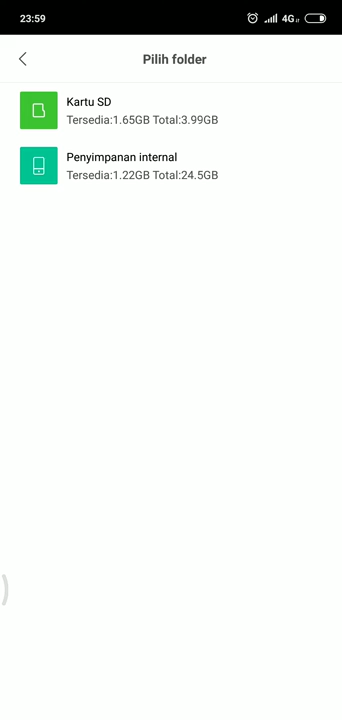 23:59
4G
Pilih folder
Kartu SD
Tersedia:1.65GB Total:3.99GB
Penyimpanan internal
Tersedia:1.22GB Total:24.5GB